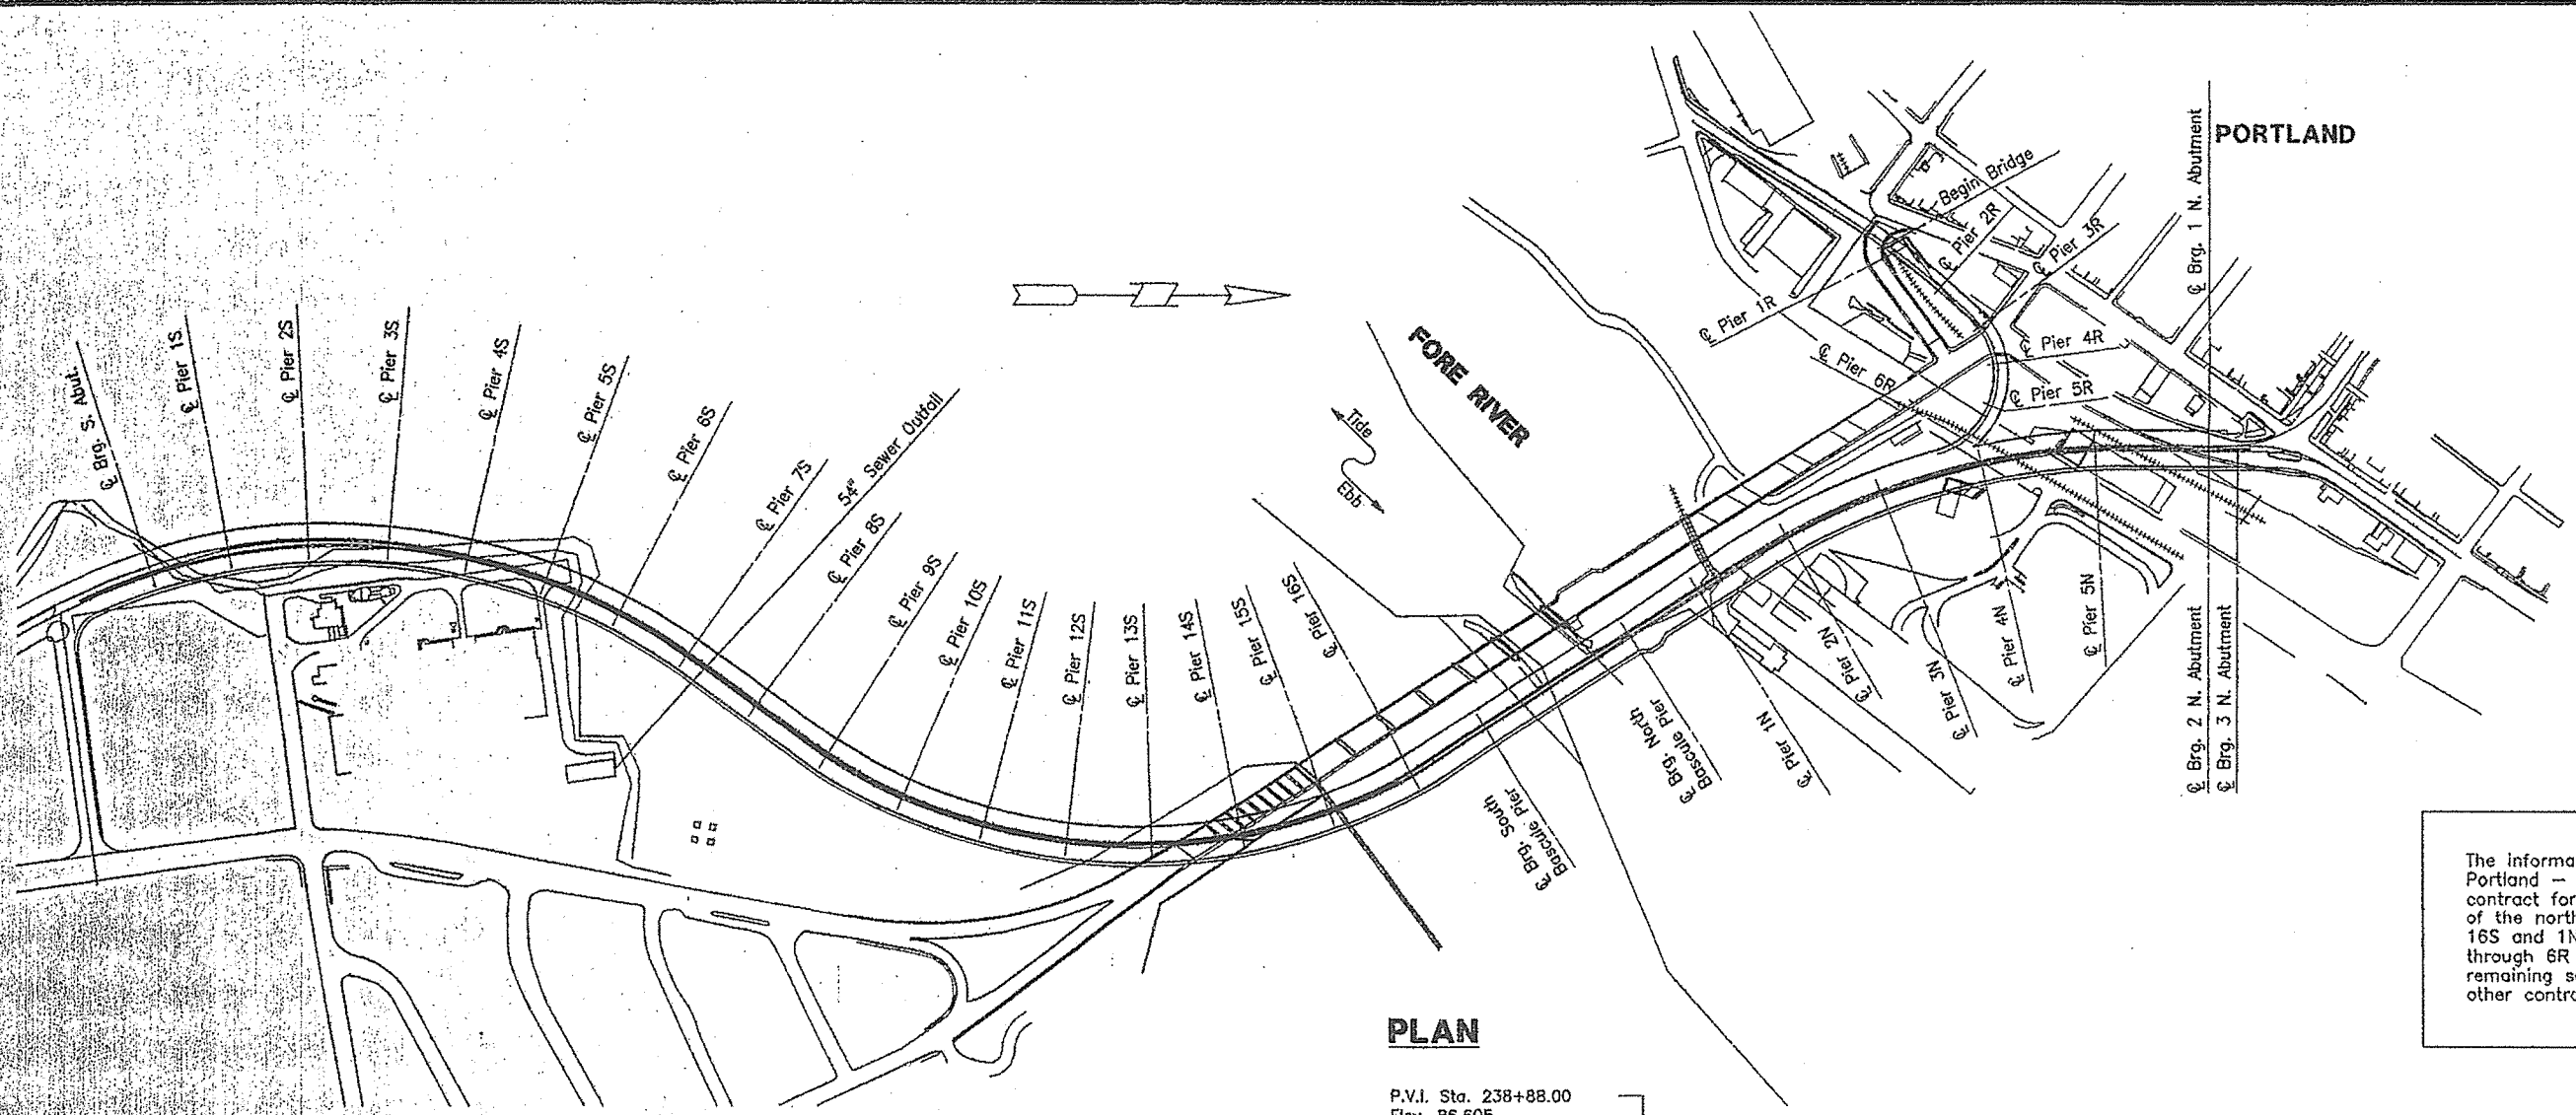 PORTLAND
℄ Brg. 1 N. Abutment
Begin Bridge
℄ Pier 2R
℄ Pier 3R
℄ Pier 1R
℄ Pier 4R
℄ Pier 6R
℄ Pier 5R
FORE RIVER
Tide
Ebb
℄ Brg. S. Abut.
℄ Pier 1S
℄ Pier 2S
℄ Pier 3S
℄ Pier 4S
℄ Pier 5S
℄ Pier 6S
℄ Pier 7S
54" Sewer Outfall
℄ Pier 8S
℄ Pier 9S
℄ Pier 10S
℄ Pier 11S
℄ Pier 12S
℄ Pier 13S
℄ Pier 14S
℄ Pier 15S
℄ Pier 16S
℄ Brg. South
Bascule Pier
℄ Brg. North
Bascule Pier
℄ Pier 1N
℄ Pier 2N
℄ Pier 3N
℄ Pier 4N
℄ Pier 5N
℄ Brg. 2 N. Abutment
℄ Brg. 3 N. Abutment
The informa
Portland –
contract for
of the north
16S and 1N
through 6R
remaining s
other contr
PLAN
P.V.I. Sta. 238+88.00
Elev. 86.605